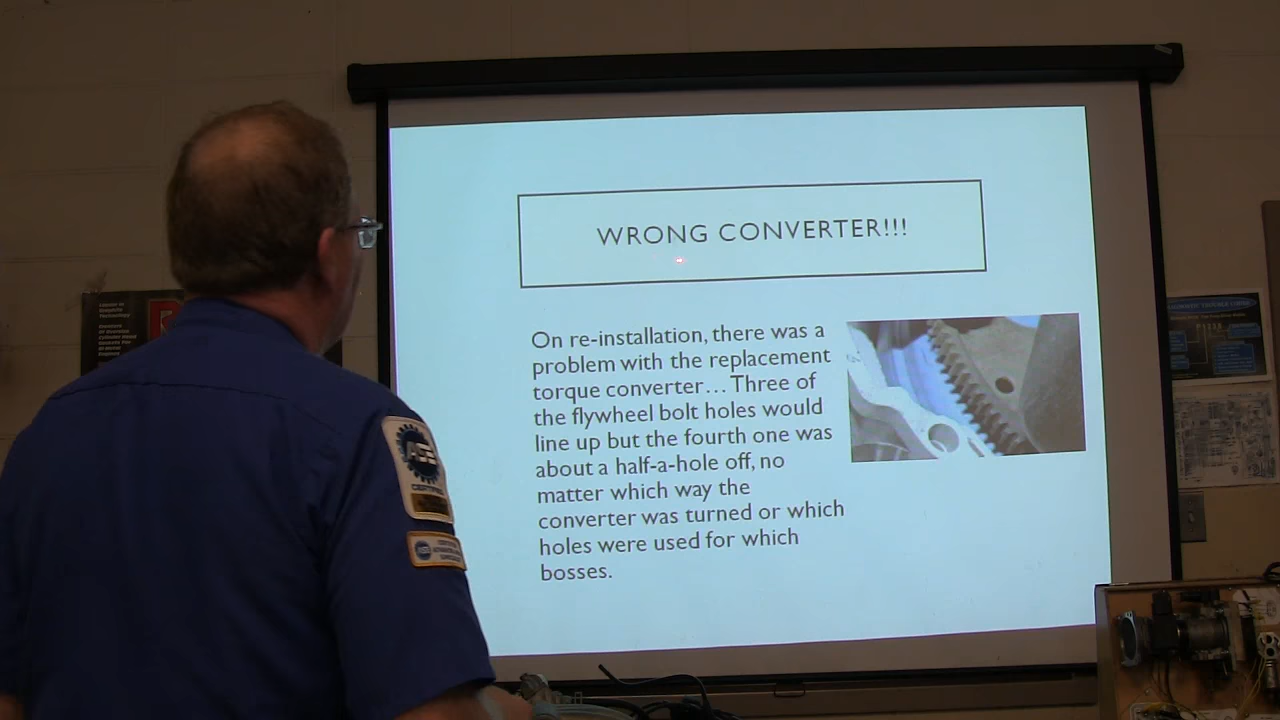 WRONG CONVERTER!!!
On re-installation, there was a
problem with the replacement
torque converter... Three of
the flywheel bolt holes would
line up but the fourth one was
about a half-a-hole off, no
matter which way the
converter was turned or which
holes were used for which
bosses.
ASE
CERTIFIED